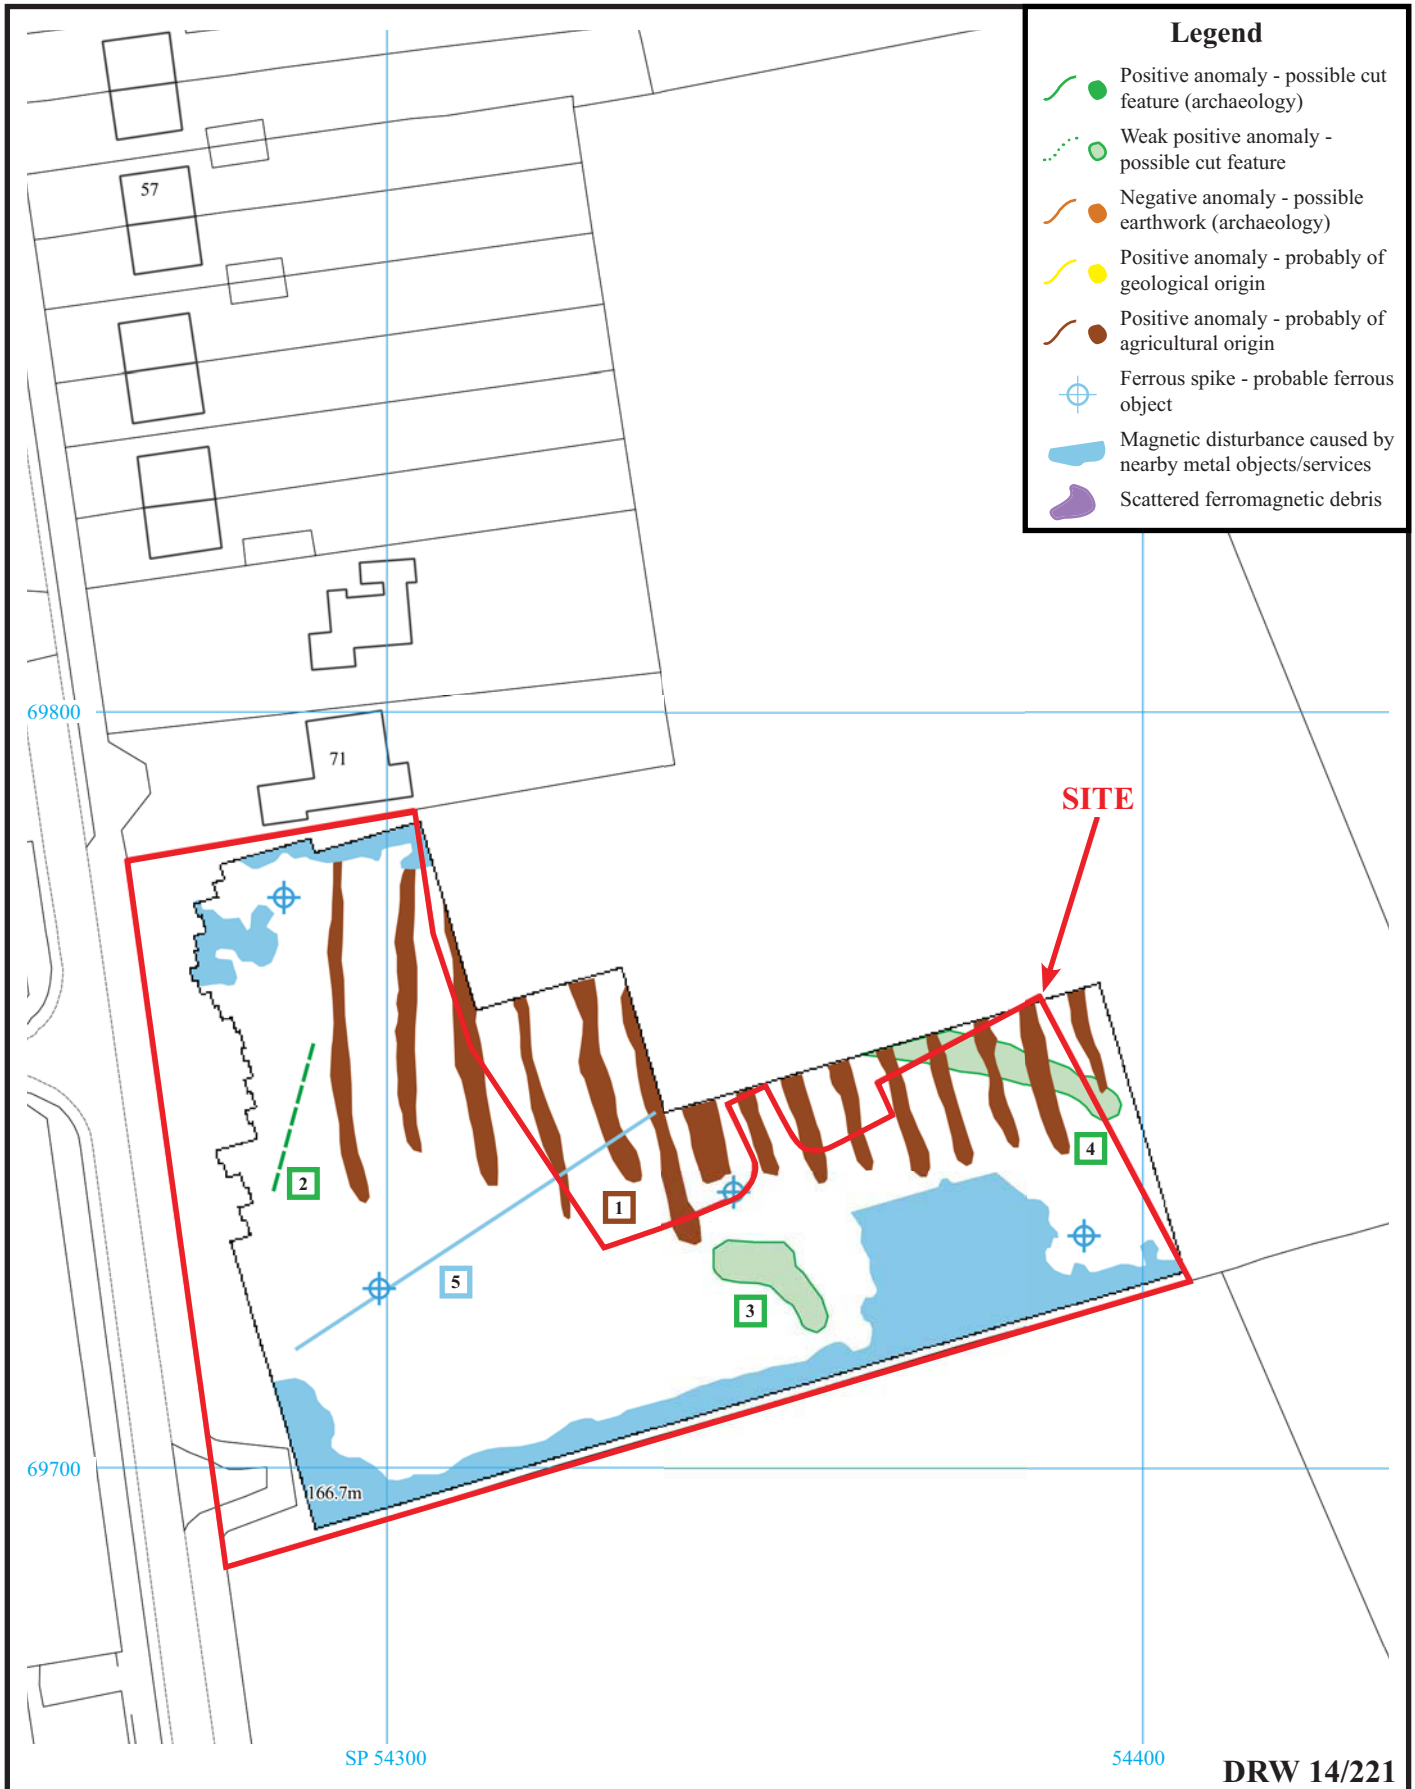 Legend
Positive anomaly - possible cut
feature (archaeology)
Weak positive anomaly -
possible cut feature
Negative anomaly - possible
earthwork (archaeology)
Positive anomaly - probably of
geological origin
Positive anomaly - probably of
agricultural origin
Ferrous spike - probable ferrous
object
Magnetic disturbance caused by
nearby metal objects/services
Scattered ferromagnetic debris
57
69800
71
SITE
4
2
1
5
3
69700
166.7m
SP 54300
54400
DRW 14/221